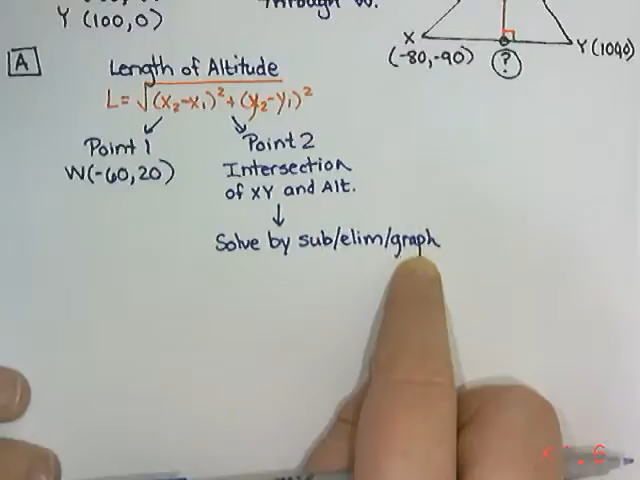 Through W.
Y (100,0)
X
(-80,-90)
?
Y (100,0)
A
Length of Altitude
L=√(x₂-x₁)²+(y₂-y₁)²
Point 1
W(-60,20)
Point 2
Intersection
of XY and Alt.
Solve by sub/elim/graph